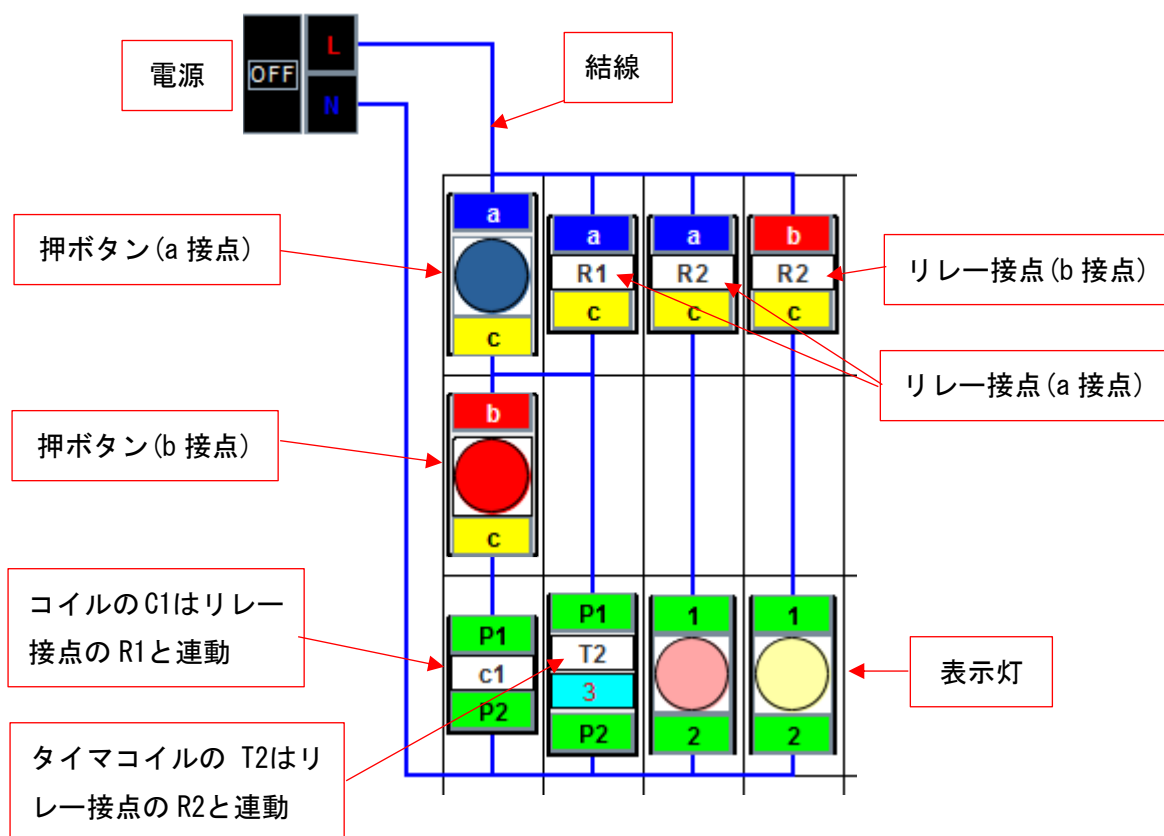 電源
OFF
L
N
結線
押ボタン(a 接点)
a
c
a
R1
c
a
R2
c
b
R2
c
リレー接点(b 接点)
リレー接点(a 接点)
押ボタン(b 接点)
b
c
コイルの C1はリレー
接点の R1と連動
P1
c1
P2
P1
T2
3
P2
1
2
1
2
表示灯
タイマコイルの T2はリ
レー接点の R2と連動